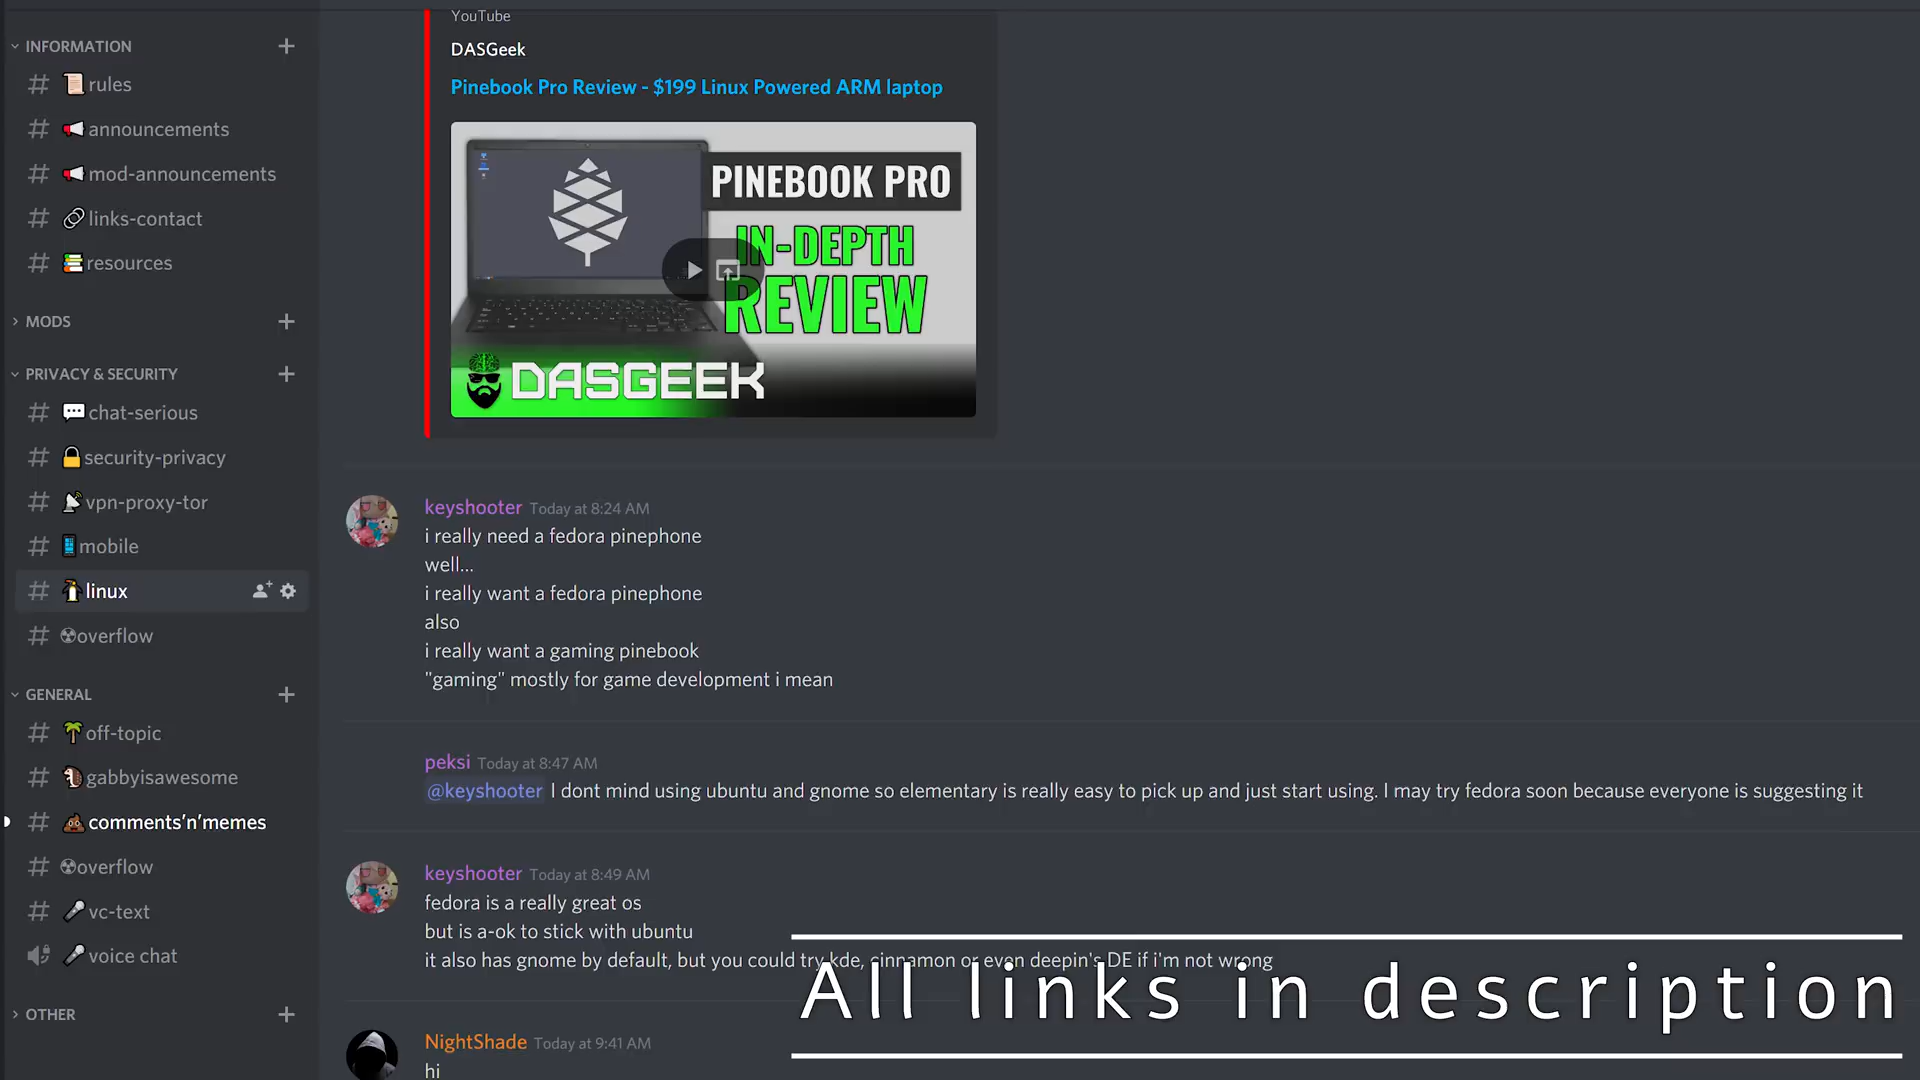 INFORMATION
rules
announcements
mod-announcements
links-contact
resources
MODS
PRIVACY & SECURITY
chat-serious
security-privacy
vpn-proxy-tor
mobile
linux
overflow
GENERAL
off-topic
gabbyisawesome
comments'n'memes
overflow
vc-text
voice chat
OTHER
YouTube
DASGeek
Pinebook Pro Review - $199 Linux Powered ARM laptop
PINEBOOK PRO
IN-DEPTH
REVIEW
DASGEEK
keyshooter Today at 8:24 AM
i really need a fedora pinephone
well...
i really want a fedora pinephone
also
i really want a gaming pinebook
"gaming" mostly for game development i mean
peksi Today at 8:47 AM
@keyshooter I dont mind using ubuntu and gnome so elementary is really easy to pick up and just start using. I may try fedora soon because everyone is suggesting it
keyshooter Today at 8:49 AM
fedora is a really great os
but is a-ok to stick with ubuntu
it also has gnome by default, but you could try kde, cinnamon or even deepin's DE if i'm not wrong
NightShade Today at 9:41 AM
hi
All links in description